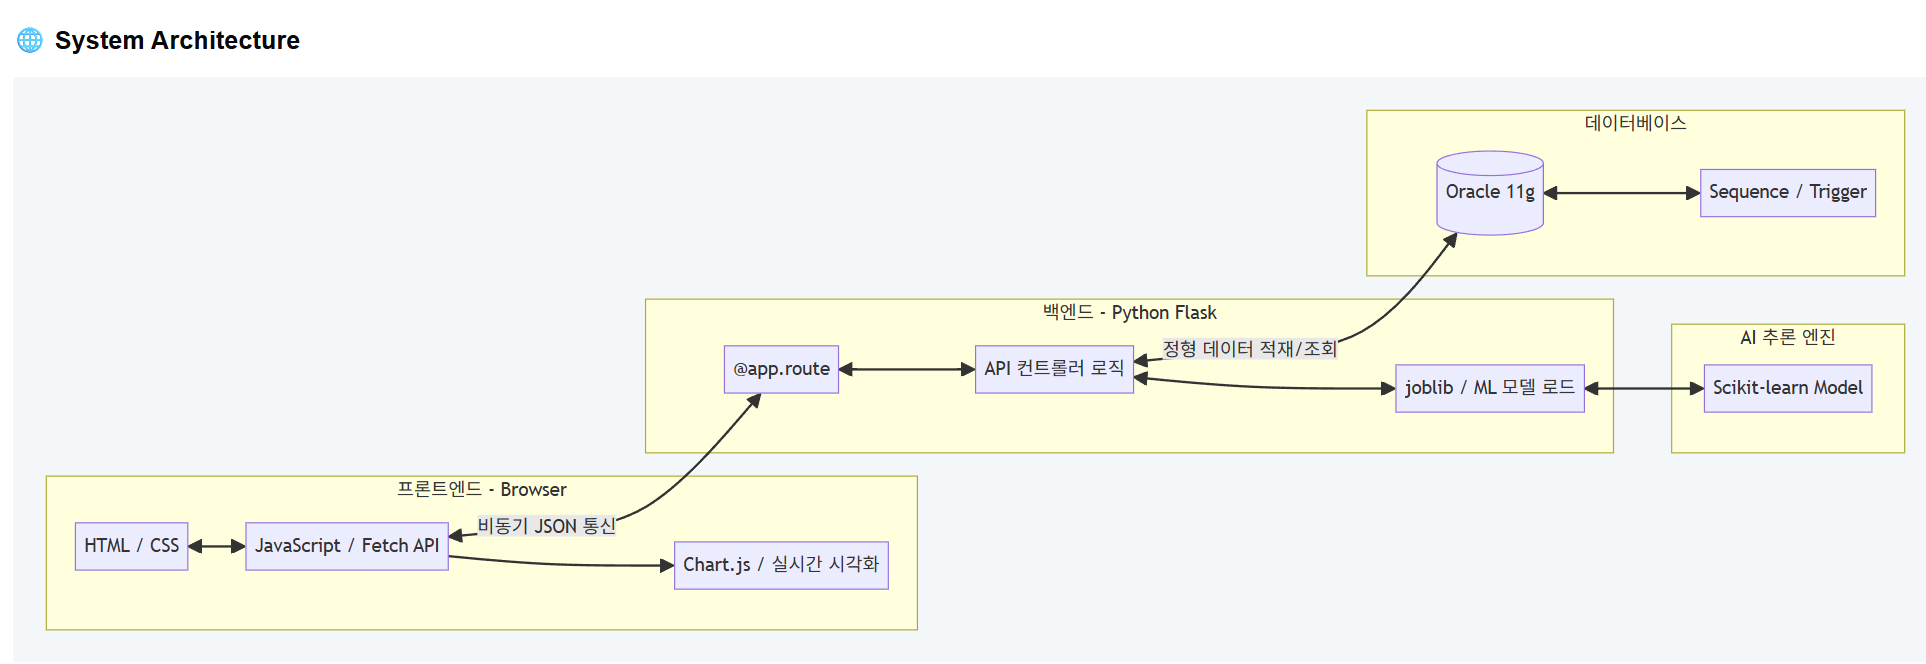 System Architecture
데이터베이스
Oracle 11g
Sequence / Trigger
백엔드 - Python Flask
@app.route
API 컨트롤러 로직
정형 데이터 적재/조회
joblib / ML 모델 로드
AI 추론 엔진
Scikit-learn Model
프론트엔드 - Browser
HTML / CSS
JavaScript / Fetch API
비동기 JSON 통신
Chart.js / 실시간 시각화